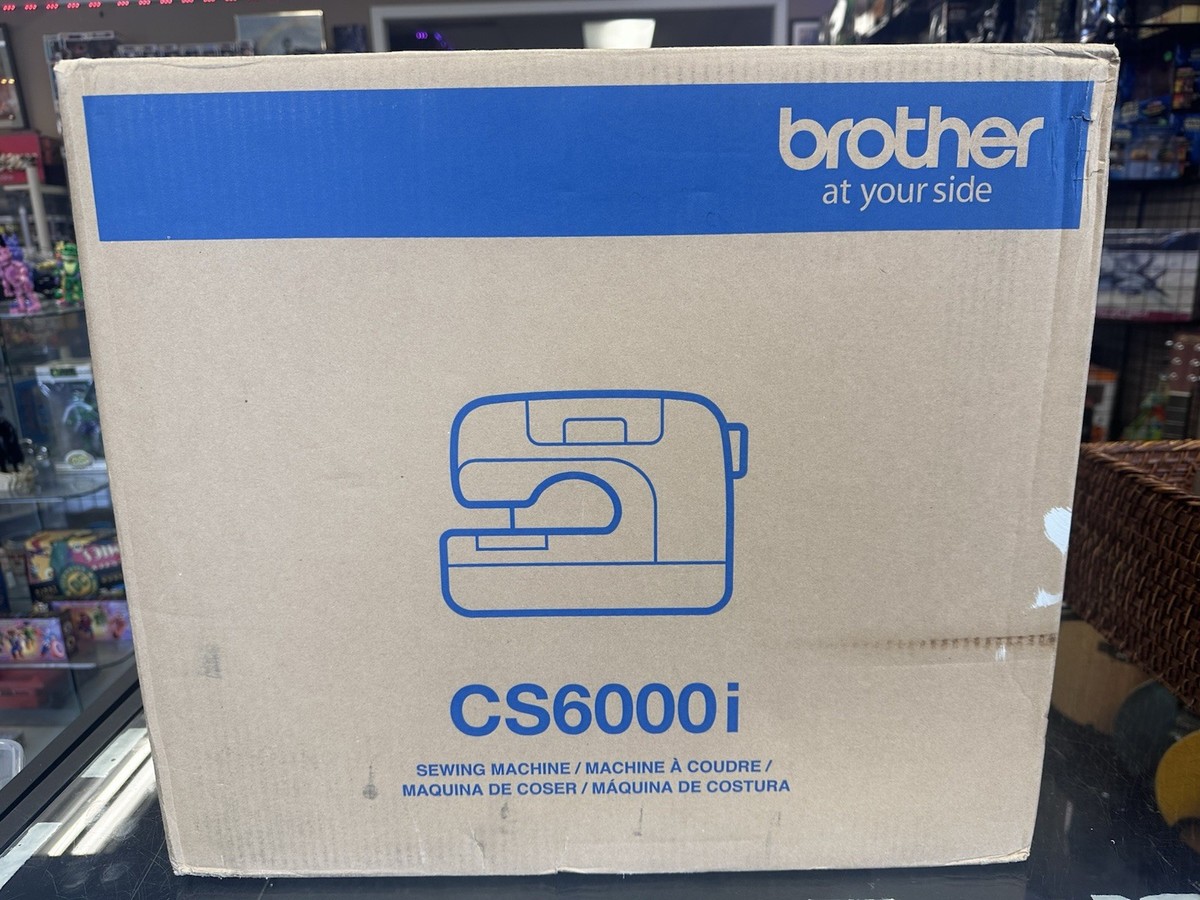 brother
at your side
CS6000i
SEWING MACHINE / MACHINE À COUDRE /
MAQUINA DE COSER / MÁQUINA DE COSTURA